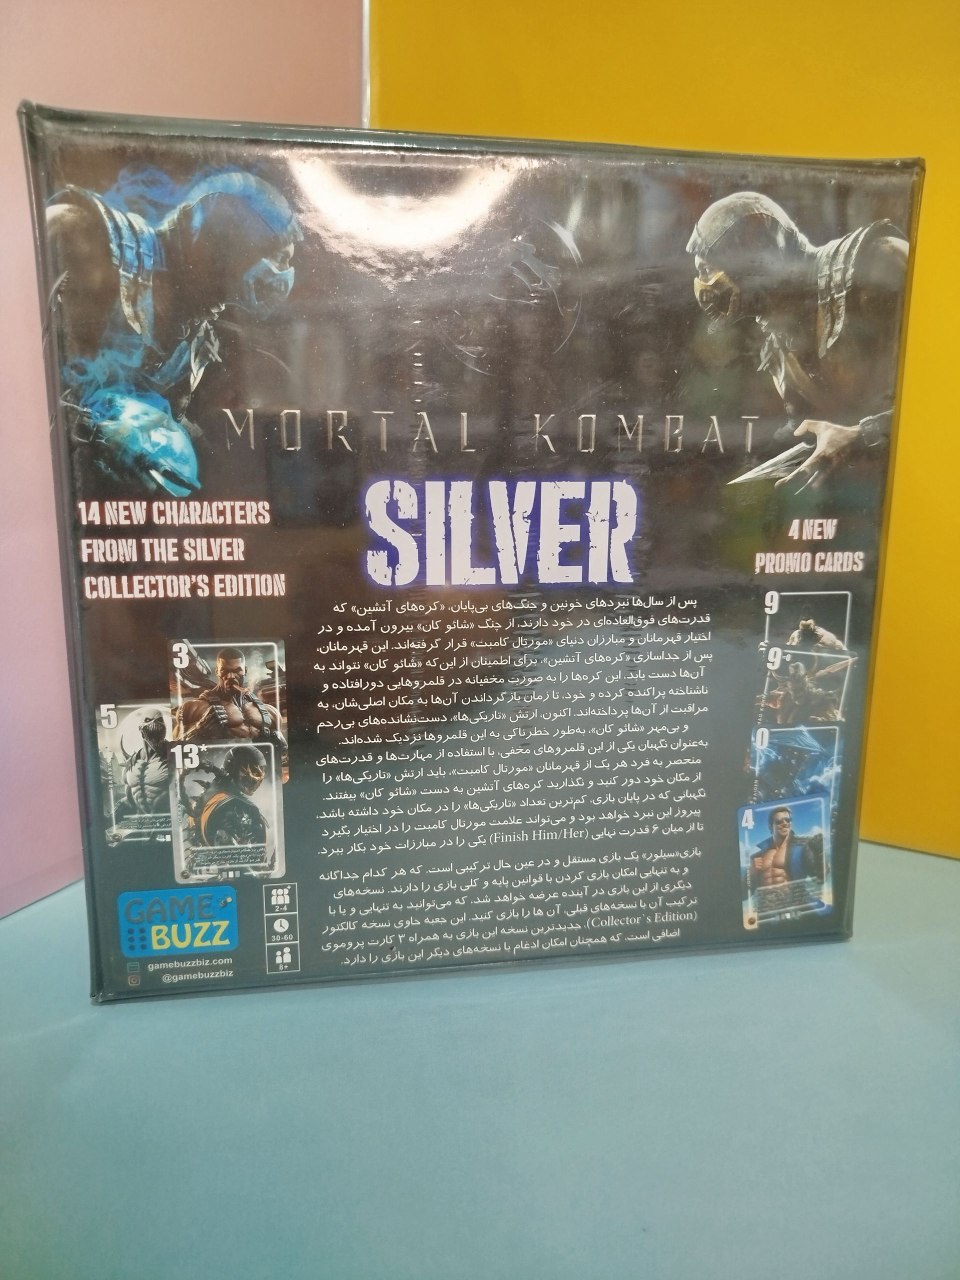 MORTAL KOMBAT
SILVER
14 NEW CHARACTERS
FROM THE SILVER
COLLECTOR'S EDITION
4 NEW
PROMO CARDS
پس از سال‌ها نبردهای خونین و جنگ‌های بی‌پایان، «کره‌های آتشین» که
قدرت‌های فوق‌العاده‌ای در خود دارند، از چنگ «شائو کان» بیرون آمده و در
اختیار قهرمانان و مبارزان دنیای «مورتال کامبت» قرار گرفته‌اند. این قهرمانان،
پس از جداسازی «کره‌های آتشین»، برای اطمینان از این‌که «شائو کان» نتواند به
آن‌ها دست یابد، این کره‌ها را به صورت مخفیانه در قلمروهایی دورافتاده و
ناشناخته پراکنده کرده و خود، تا زمان بازگرداندن آن‌ها به مکان اصلی‌شان، به
مراقبت از آن‌ها پرداخته‌اند. اکنون، ارتش «تاریکی‌ها»، دست‌نشانده‌های بی‌رحم
و بی‌مهر «شائو کان»، به‌طور خطرناکی به این قلمروها نزدیک شده‌اند.
به‌عنوان نگهبان یکی از این قلمروهای مخفی، با استفاده از مهارت‌ها و قدرت‌های
منحصر به فرد هر یک از قهرمانان «مورتال کامبت»، باید ارتش «تاریکی‌ها» را
از مکان خود دور کنید و نگذارید کره‌های آتشین به دست «شائو کان» بیفتند.
نگهبانی که در پایان بازی، کم‌ترین تعداد «تاریکی‌ها» را در مکان خود داشته باشد،
پیروز این نبرد خواهد بود و می‌تواند علامت مورتال کامبت را در اختیار بگیرد
تا از میان ۶ قدرت نهایی (Finish Him/Her) یکی را در مبارزات خود بکار ببرد.
بازی«سیلور» یک بازی مستقل و در عین حال ترکیبی است، که هر کدام جداگانه
و به تنهایی امکان بازی کردن با قوانین پایه و کلی بازی را دارند. نسخه‌های
دیگری از این بازی در آینده عرضه خواهد شد، که می‌توانید به تنهایی و یا با
ترکیب آن با نسخه‌های قبلی، آن ها را بازی کنید. این جعبه حاوی نسخه کالکتور
(Collector's Edition)، جدیدترین نسخه این بازی به همراه ۳ کارت پروموی
اضافی است، که همچنان امکان ادغام با نسخه‌های دیگر این بازی را دارد.
3
5
13*
9
9
0
4
GAME
BUZZ
gamebuzzbiz.com
@gamebuzzbiz
2-4
30-60
8+